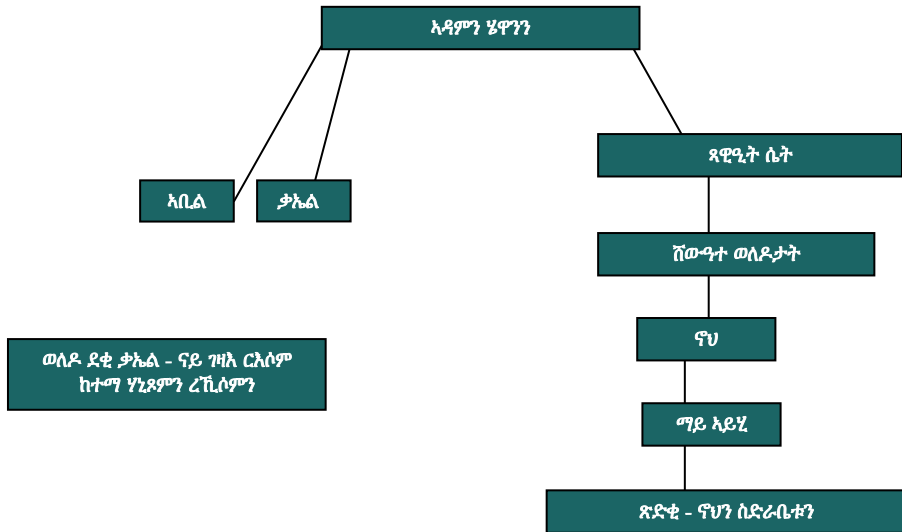 ኣዳምን ሄዋንን
ጻዊዒት ሴት
ኣቢል
ቃኤል
ሸውዓተ ወለዶታት
ኖህ
ወለዶ ደቂ ቃኤል - ናይ ገዛእ ርእሶም
ከተማ ሃኒጾምን ረኺሶምን
ማይ ኣይሂ
ጽድቂ - ኖህን ስድራቤቱን